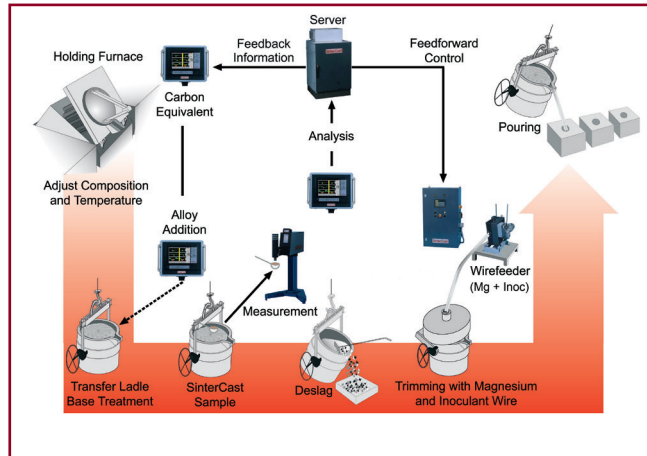 Server
Holding Furnace
Feedback
Information
Feedforward
Control
Carbon
Equivalent
Pouring
Analysis
Adjust Composition
and Temperature
Alloy
Addition
Measurement
Wirefeeder
(Mg + Inoc)
Transfer Ladle
Base Treatment
SinterCast
Sample
Deslag
Trimming with Magnesium
and Inoculant Wire